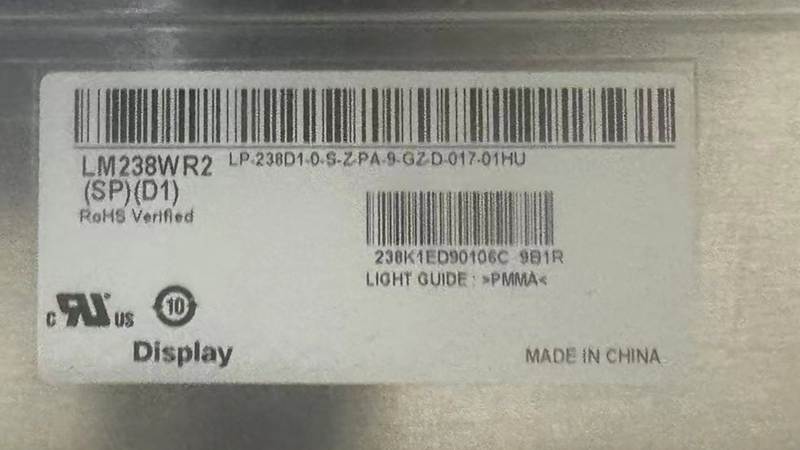 LM238WR2
LP-238D1-0-S-Z-PA-9-GZ-D-017-01HU
(SP)(D1)
RoHS Verified
238K1ED90106C 9B1R
LIGHT GUIDE : >PMMA<
c RU US
10
Display
MADE IN CHINA